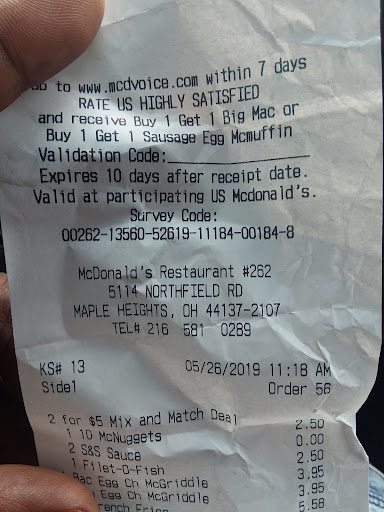 to www.mcdvoice.com within 7 days
RATE US HIGHLY SATISFIED
and receive Buy 1 Get 1 Big Mac or
Buy 1 Get 1 Sausage Egg Mcmuffin
Validation Code:____________
Expires 10 days after receipt date.
Valid at participating US Mcdonald's.
Survey Code:
00262-13560-52619-11184-00184-8
McDonald's Restaurant #262
5114 NORTHFIELD RD
MAPLE HEIGHTS, OH 44137-2107
TEL# 216 581 0289
KS# 13 05/26/2019 11:18 AM
Side1 Order 56
2 for $5 Mix and Match Deal
1 10 McNuggets 2.50
2 S&S Sauce 0.00
1 Filet-O-Fish 2.50
Bac Egg Ch McGriddle 3.95
Egg Ch McGriddle 3.95
5.58